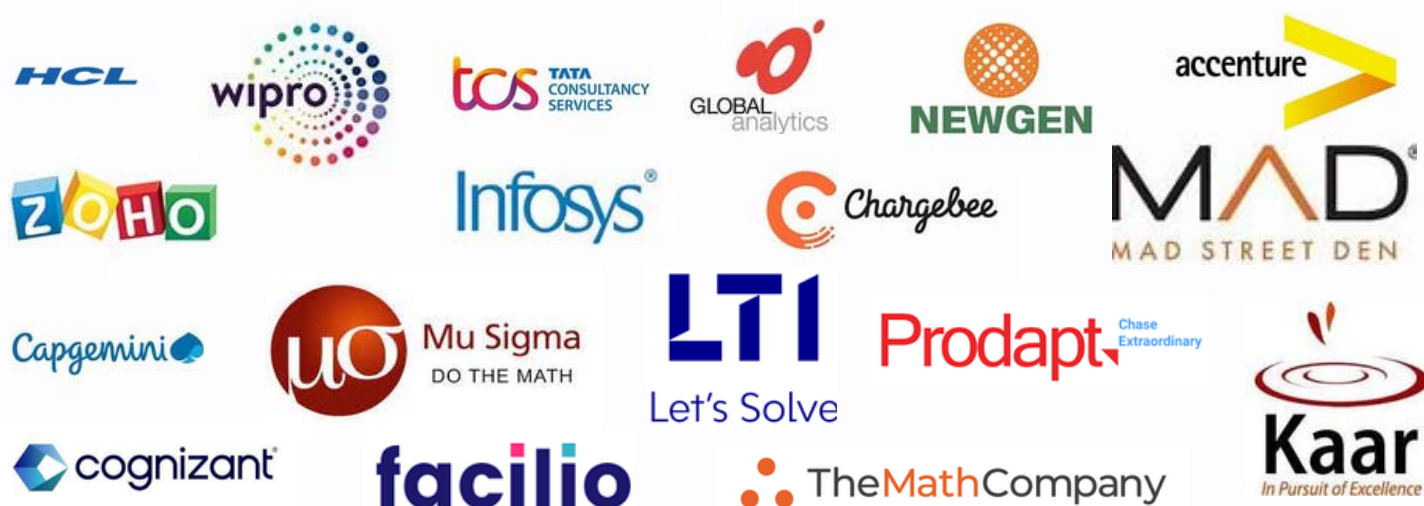 HCL
wipro
tcs TATA
CONSULTANCY
SERVICES
GLOBAL
analytics
NEWGEN
accenture
ZOHO
Infosys®
Chargebee
MAD®
MAD STREET DEN
Capgemini
μσ
Mu Sigma
DO THE MATH
LTI
Let's Solve
Prodapt
Chase
Extraordinary
Kaar
In Pursuit of Excellence
cognizant
facilio
TheMathCompany